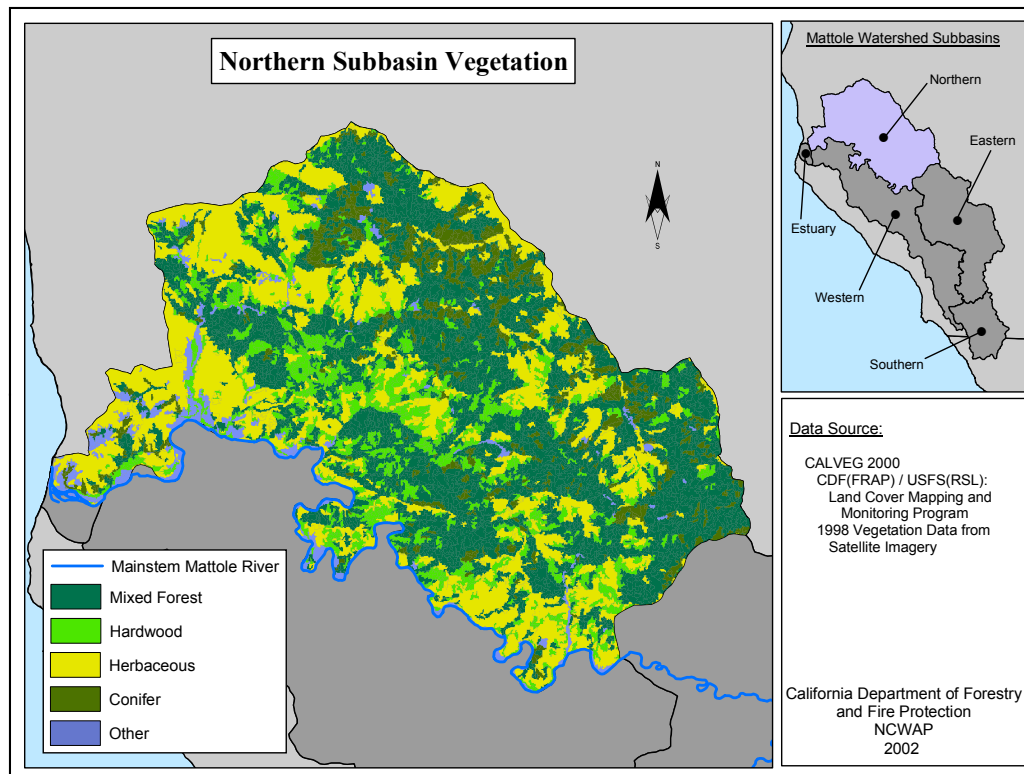 Northern Subbasin Vegetation
N
S
Mainstem Mattole River
Mixed Forest
Hardwood
Herbaceous
Conifer
Other
Mattole Watershed Subbasins
Northern
Eastern
Estuary
Western
Southern
Data Source:
CALVEG 2000
CDF(FRAP) / USFS(RSL):
Land Cover Mapping and
Monitoring Program
1998 Vegetation Data from
Satellite Imagery
California Department of Forestry
and Fire Protection
NCWAP
2002